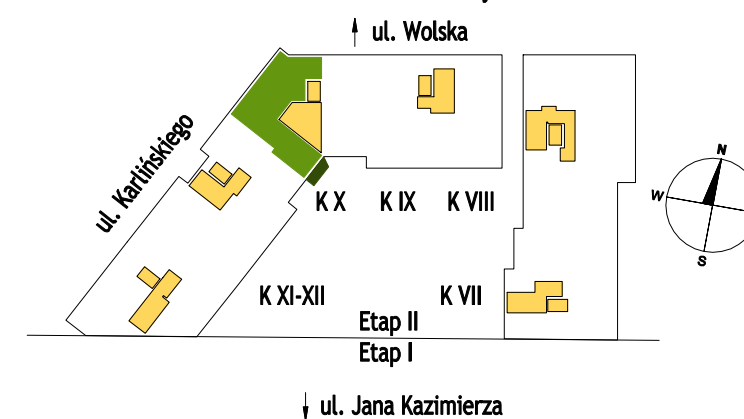 ul. Wolska
ul. Karlińskiego
N
W
S
K X K IX K VIII
K XI-XII K VII
Etap II
Etap I
ul. Jana Kazimierza